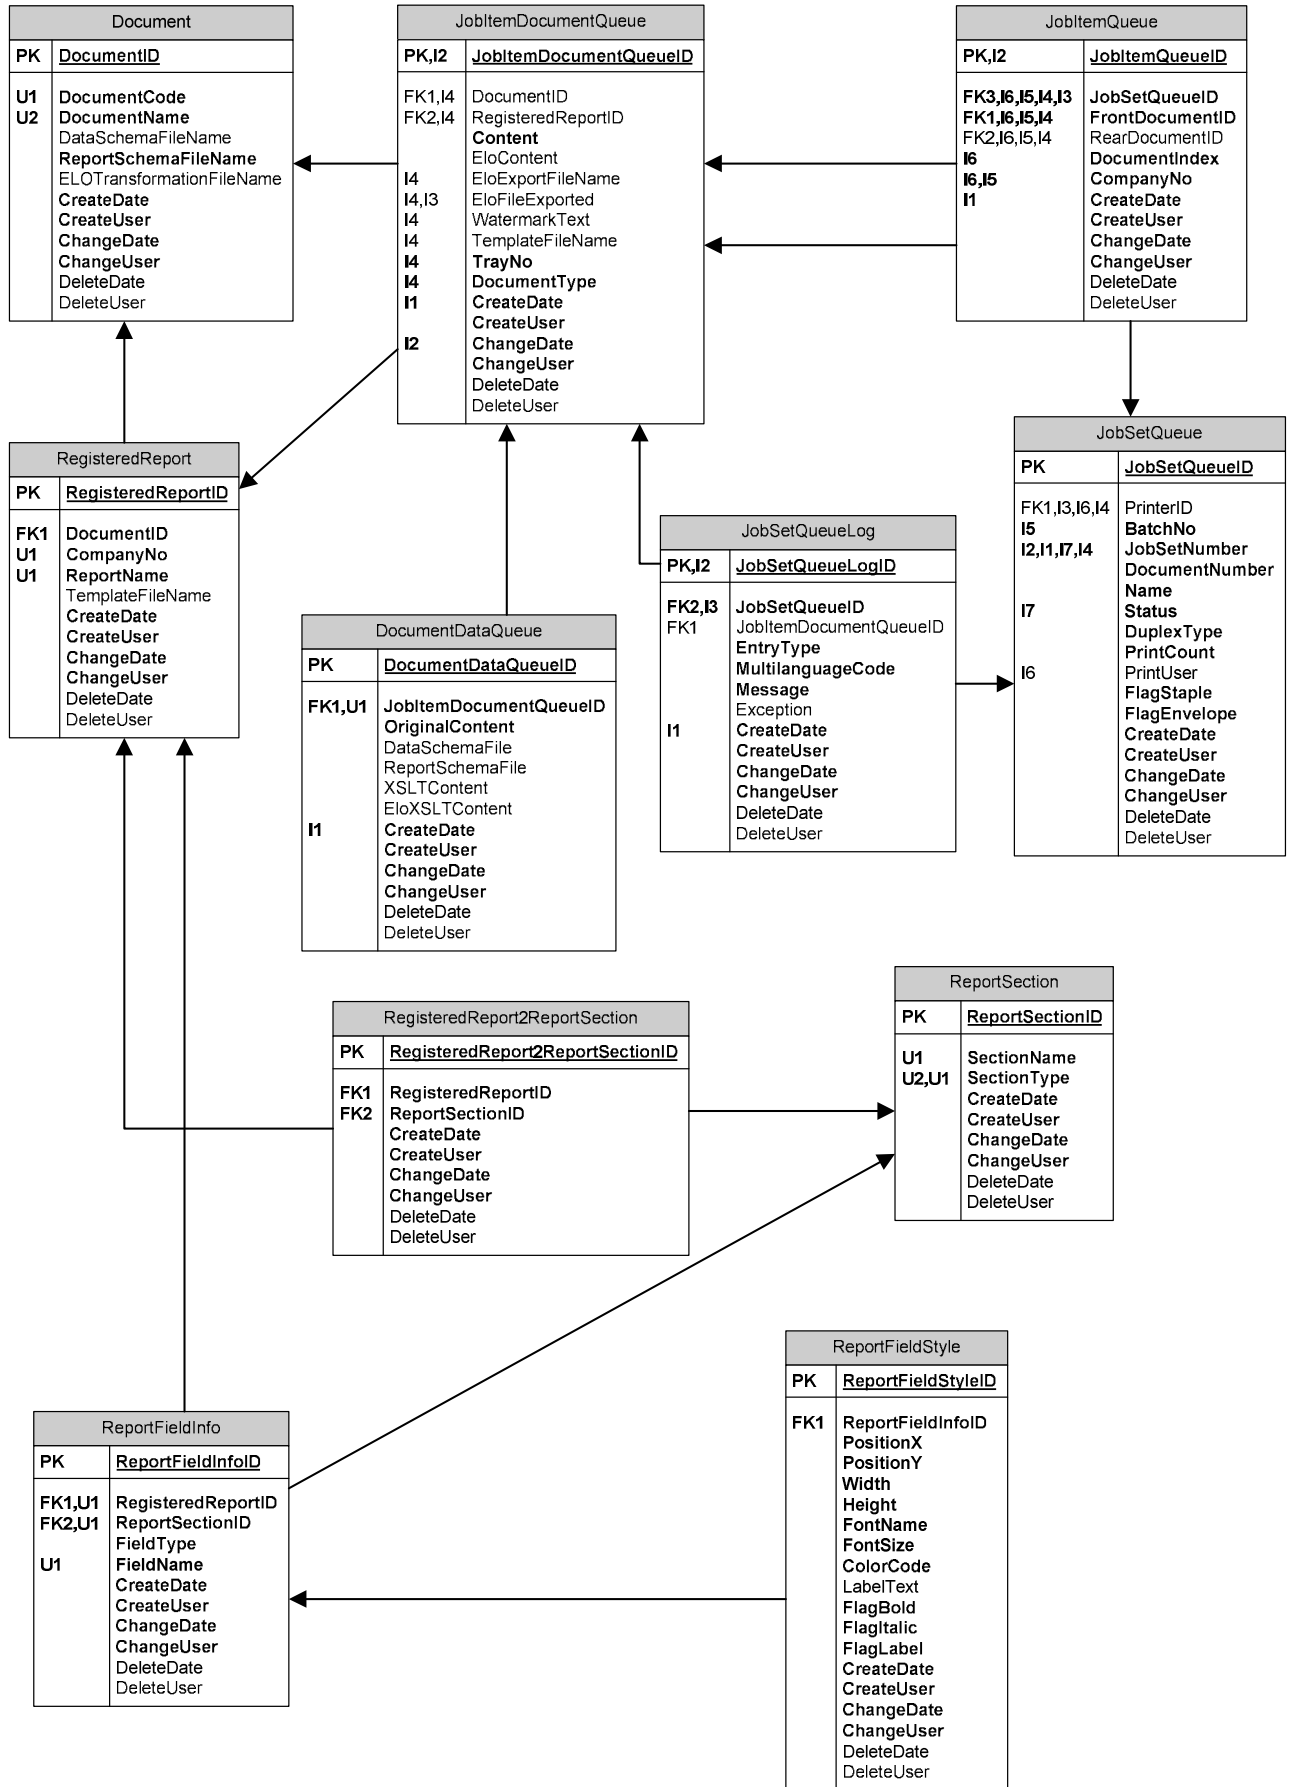 Document
PK DocumentID
U1 DocumentCode
U2 DocumentName
DataSchemaFileName
ReportSchemaFileName
ELOTransformationFileName
CreateDate
CreateUser
ChangeDate
ChangeUser
DeleteDate
DeleteUser
JobItemDocumentQueue
PK,I2 JobItemDocumentQueueID
FK1,I4 DocumentID
FK2,I4 RegisteredReportID
Content
EloContent
I4 EloExportFileName
I4,I3 EloFileExported
I4 WatermarkText
I4 TemplateFileName
I4 TrayNo
I4 DocumentType
I1 CreateDate
CreateUser
I2 ChangeDate
ChangeUser
DeleteDate
DeleteUser
JobItemQueue
PK,I2 JobItemQueueID
FK3,I6,I5,I4,I3 JobSetQueueID
FK1,I6,I5,I4 FrontDocumentID
FK2,I6,I5,I4 RearDocumentID
I6 DocumentIndex
I6,I5 CompanyNo
I1 CreateDate
CreateUser
ChangeDate
ChangeUser
DeleteDate
DeleteUser
RegisteredReport
PK RegisteredReportID
FK1 DocumentID
U1 CompanyNo
U1 ReportName
TemplateFileName
CreateDate
CreateUser
ChangeDate
ChangeUser
DeleteDate
DeleteUser
JobSetQueue
PK JobSetQueueID
FK1,I3,I6,I4 PrinterID
I5 BatchNo
I2,I1,I7,I4 JobSetNumber
DocumentNumber
Name
I7 Status
DuplexType
PrintCount
I6 PrintUser
FlagStaple
FlagEnvelope
CreateDate
CreateUser
ChangeDate
ChangeUser
DeleteDate
DeleteUser
JobSetQueueLog
PK,I2 JobSetQueueLogID
FK2,I3 JobSetQueueID
FK1 JobItemDocumentQueueID
EntryType
MultilanguageCode
Message
Exception
I1 CreateDate
CreateUser
ChangeDate
ChangeUser
DeleteDate
DeleteUser
DocumentDataQueue
PK DocumentDataQueueID
FK1,U1 JobItemDocumentQueueID
OriginalContent
DataSchemaFile
ReportSchemaFile
XSLTContent
EloXSLTContent
I1 CreateDate
CreateUser
ChangeDate
ChangeUser
DeleteDate
DeleteUser
RegisteredReport2ReportSection
PK RegisteredReport2ReportSectionID
FK1 RegisteredReportID
FK2 ReportSectionID
CreateDate
CreateUser
ChangeDate
ChangeUser
DeleteDate
DeleteUser
ReportSection
PK ReportSectionID
U1 SectionName
U2,U1 SectionType
CreateDate
CreateUser
ChangeDate
ChangeUser
DeleteDate
DeleteUser
ReportFieldInfo
PK ReportFieldInfoID
FK1,U1 RegisteredReportID
FK2,U1 ReportSectionID
FieldType
U1 FieldName
CreateDate
CreateUser
ChangeDate
ChangeUser
DeleteDate
DeleteUser
ReportFieldStyle
PK ReportFieldStyleID
FK1 ReportFieldInfoID
PositionX
PositionY
Width
Height
FontName
FontSize
ColorCode
LabelText
FlagBold
FlagItalic
FlagLabel
CreateDate
CreateUser
ChangeDate
ChangeUser
DeleteDate
DeleteUser